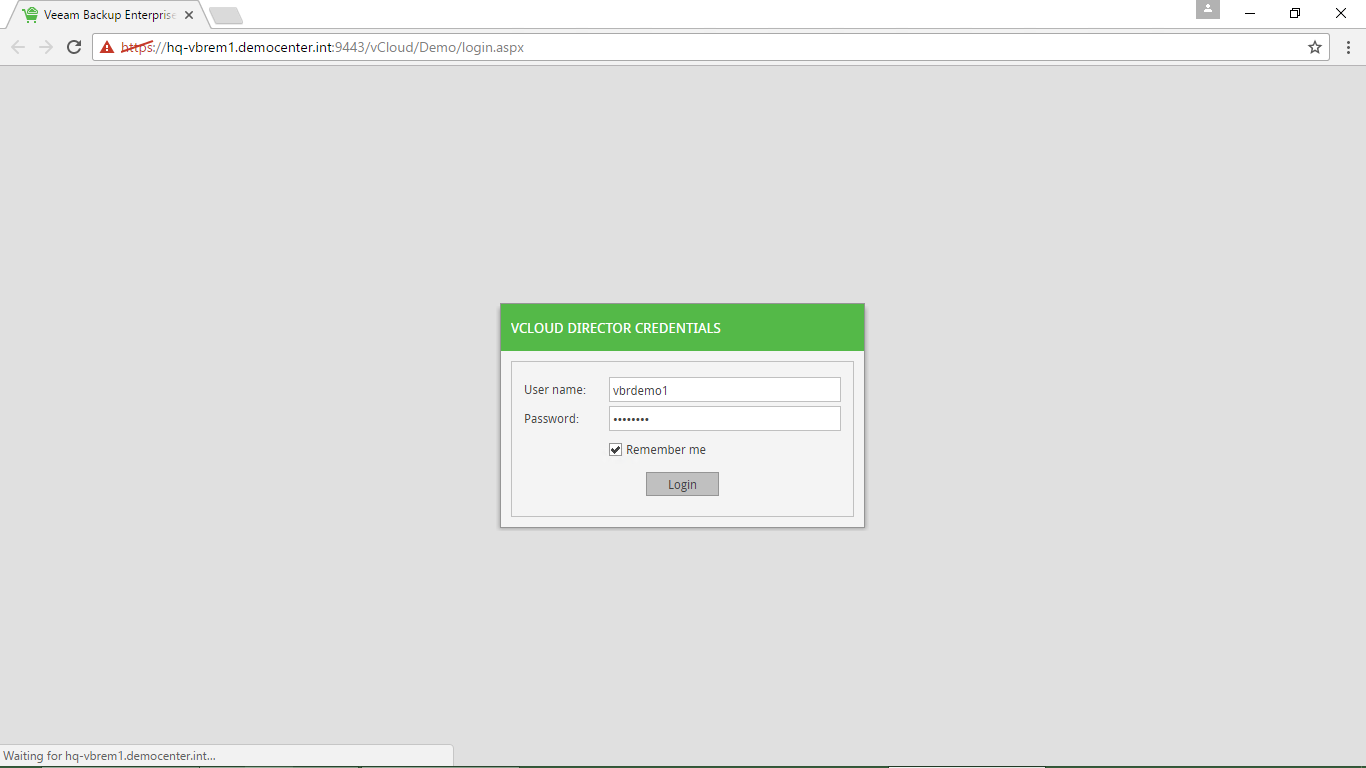 Veeam Backup Enterprise
https://hq-vbrem1.democenter.int:9443/vCloud/Demo/login.aspx
VCLOUD DIRECTOR CREDENTIALS
User name: vbrdemo1
Password: ••••••••
Remember me
Login
Waiting for hq-vbrem1.democenter.int...